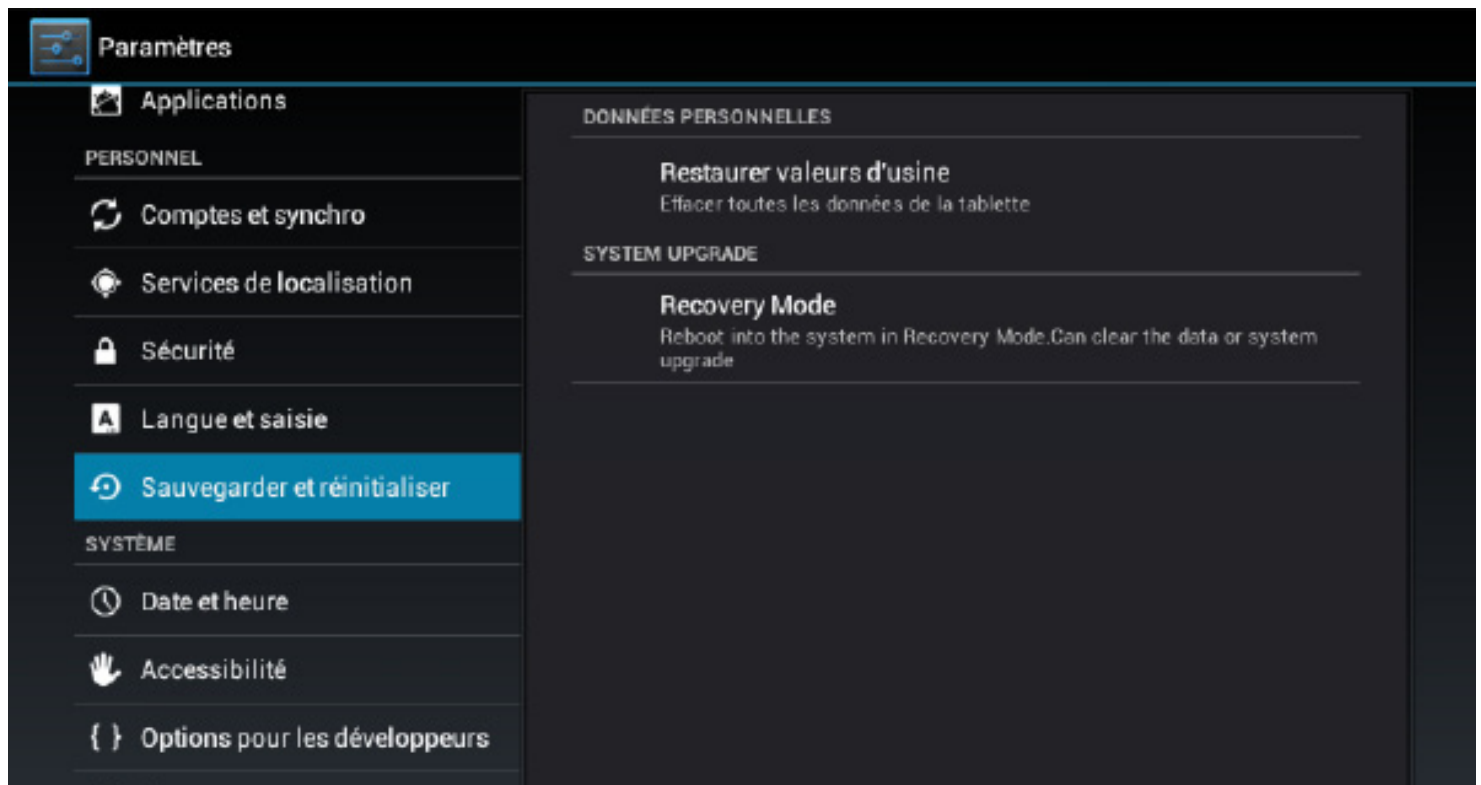 Paramètres
Applications
PERSONNEL
Comptes et synchro
Services de localisation
Sécurité
Langue et saisie
Sauvegarder et réinitialiser
SYSTÈME
Date et heure
Accessibilité
{ } Options pour les développeurs
DONNÉES PERSONNELLES
Restaurer valeurs d'usine
Effacer toutes les données de la tablette
SYSTEM UPGRADE
Recovery Mode
Reboot into the system in Recovery Mode.Can clear the data or system
upgrade